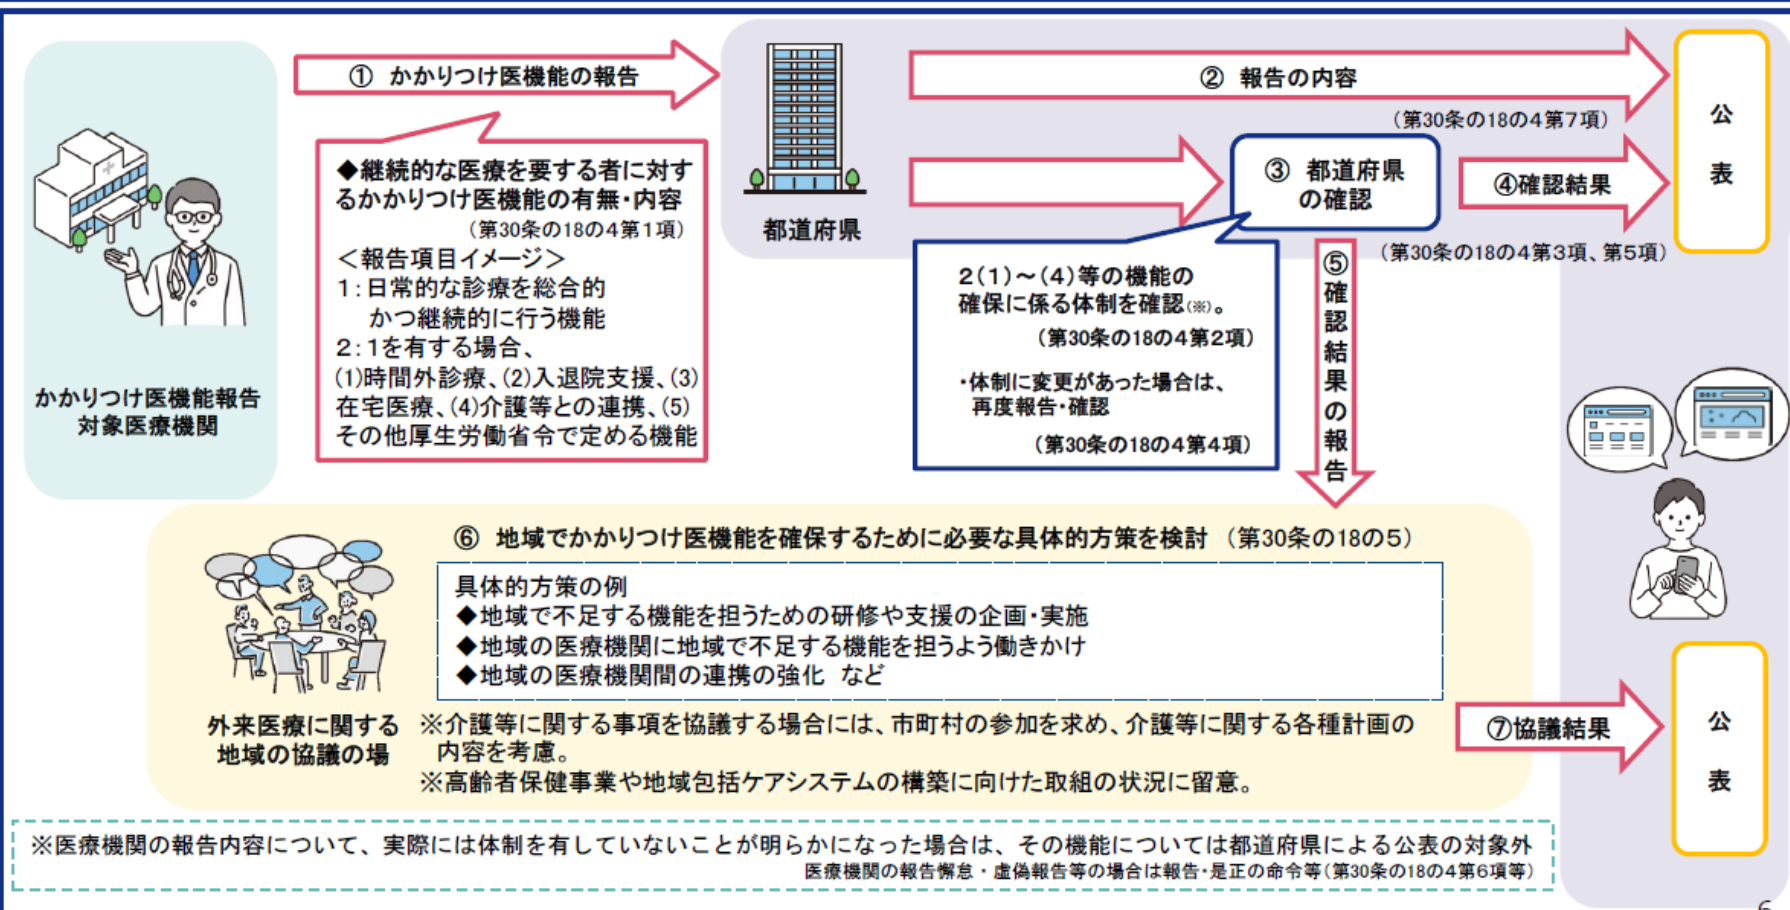 ① かかりつけ医機能の報告
② 報告の内容
(第30条の18の4第7項)
公
表
◆継続的な医療を要する者に対す
るかかりつけ医機能の有無・内容
(第30条の18の4第1項)
<報告項目イメージ>
1:日常的な診療を総合的
かつ継続的に行う機能
2:1を有する場合、
(1)時間外診療、(2)入退院支援、(3)
在宅医療、(4)介護等との連携、(5)
その他厚生労働省令で定める機能
かかりつけ医機能報告
対象医療機関
都道府県
③ 都道府県
の確認
④確認結果
(第30条の18の4第3項、第5項)
2(1)~(4)等の機能の
確保に係る体制を確認(※)。
(第30条の18の4第2項)
・体制に変更があった場合は、
再度報告・確認
(第30条の18の4第4項)
⑤確認結果の報告
⑥ 地域でかかりつけ医機能を確保するために必要な具体的方策を検討 (第30条の18の5)
具体的方策の例
◆地域で不足する機能を担うための研修や支援の企画・実施
◆地域の医療機関に地域で不足する機能を担うよう働きかけ
◆地域の医療機関間の連携の強化 など
外来医療に関する
地域の協議の場
※介護等に関する事項を協議する場合には、市町村の参加を求め、介護等に関する各種計画の
内容を考慮。
※高齢者保健事業や地域包括ケアシステムの構築に向けた取組の状況に留意。
⑦協議結果
公
表
※医療機関の報告内容について、実際には体制を有していないことが明らかになった場合は、その機能については都道府県による公表の対象外
医療機関の報告懈怠・虚偽報告等の場合は報告・是正の命令等(第30条の18の4第6項等)